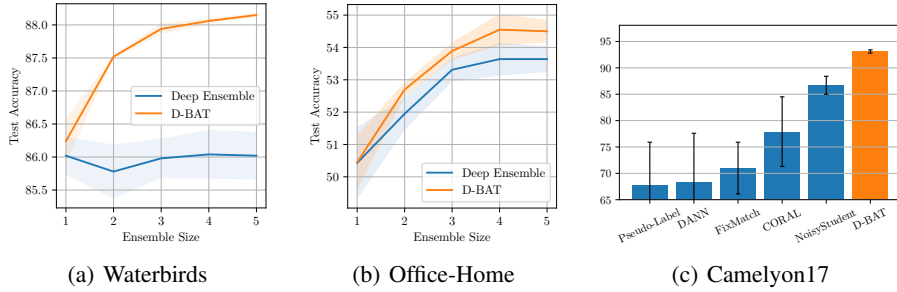 88.0
87.5
87.0
86.5
86.0
85.5
Test Accuracy
Deep Ensemble
D-BAT
1 2 3 4 5
Ensemble Size
(a) Waterbirds
55
54
53
52
51
50
Test Accuracy
Deep Ensemble
D-BAT
1 2 3 4 5
Ensemble Size
(b) Office-Home
95
90
85
80
75
70
65
Pseudo-Label
DANN
FixMatch
CORAL
NoisyStudent
D-BAT
(c) Camelyon17